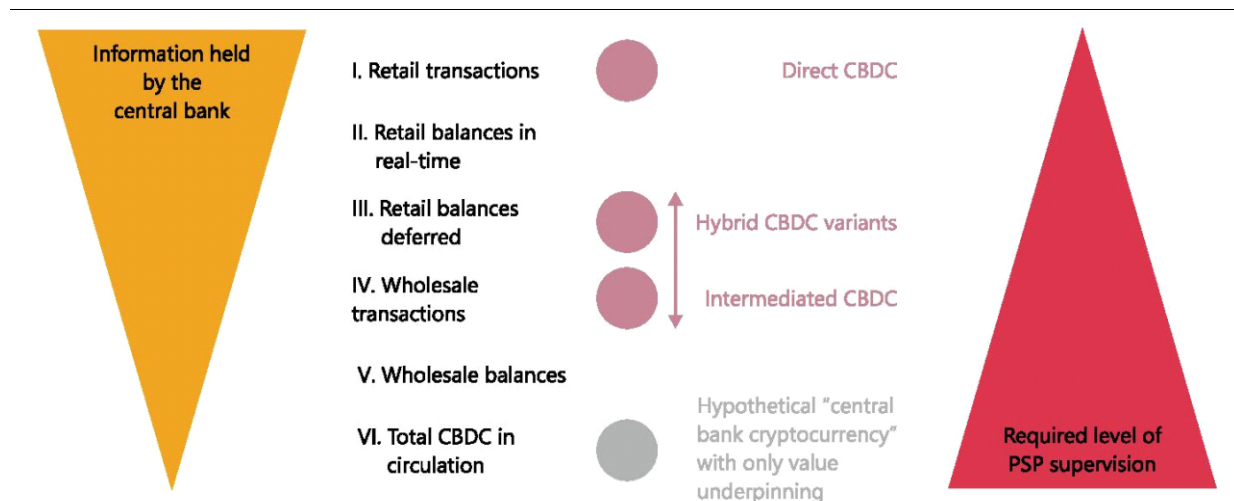 Information held
by the
central bank
I. Retail transactions
Direct CBDC
II. Retail balances in
real-time
III. Retail balances
deferred
Hybrid CBDC variants
IV. Wholesale
transactions
Intermediated CBDC
V. Wholesale balances
VI. Total CBDC in
circulation
Hypothetical “central
bank cryptocurrency”
with only value
underpinning
Required level of
PSP supervision